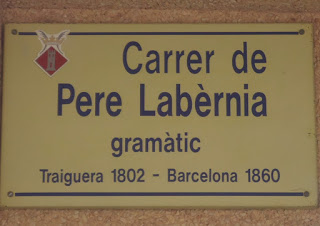 Carrer de
Pere Labèrnia
gramàtic
Traiguera 1802 - Barcelona 1860